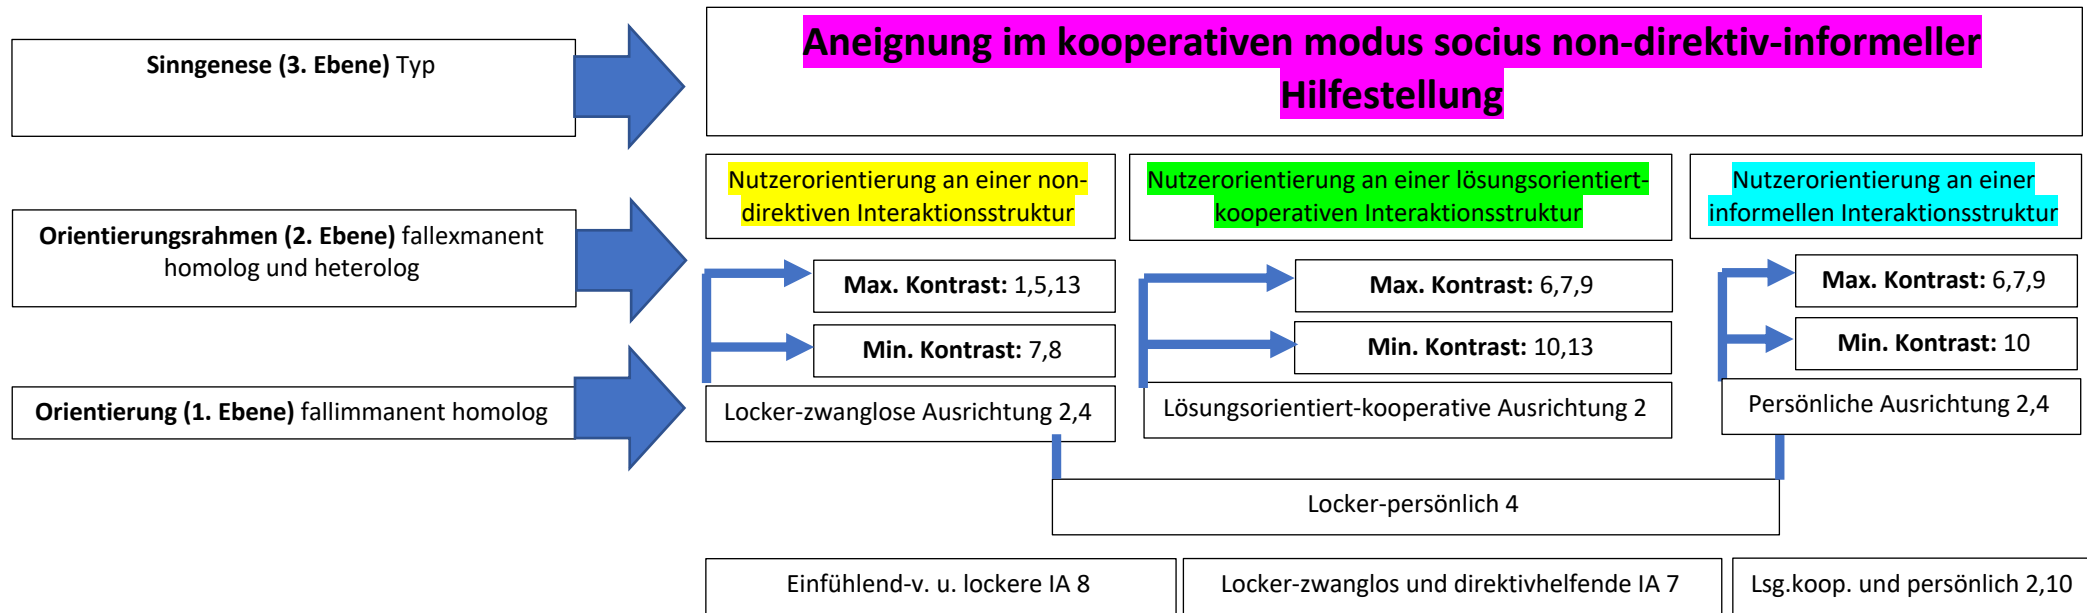 Sinngenese (3. Ebene) Typ
Aneignung im kooperativen modus socius non-direktiv-informeller
Hilfestellung
Orientierungsrahmen (2. Ebene) fallexmanent
homolog und heterolog
Nutzerorientierung an einer non-
direktiven Interaktionsstruktur
Nutzerorientierung an einer lösungsorientiert-
kooperativen Interaktionsstruktur
Nutzerorientierung an einer
informellen Interaktionsstruktur
Max. Kontrast: 1,5,13
Min. Kontrast: 7,8
Max. Kontrast: 6,7,9
Min. Kontrast: 10,13
Max. Kontrast: 6,7,9
Min. Kontrast: 10
Orientierung (1. Ebene) fallimmanent homolog
Locker-zwanglose Ausrichtung 2,4
Lösungsorientiert-kooperative Ausrichtung 2
Persönliche Ausrichtung 2,4
Locker-persönlich 4
Einfühlend-v. u. lockere IA 8
Locker-zwanglos und direktivhelfende IA 7
Lsg.koop. und persönlich 2,10